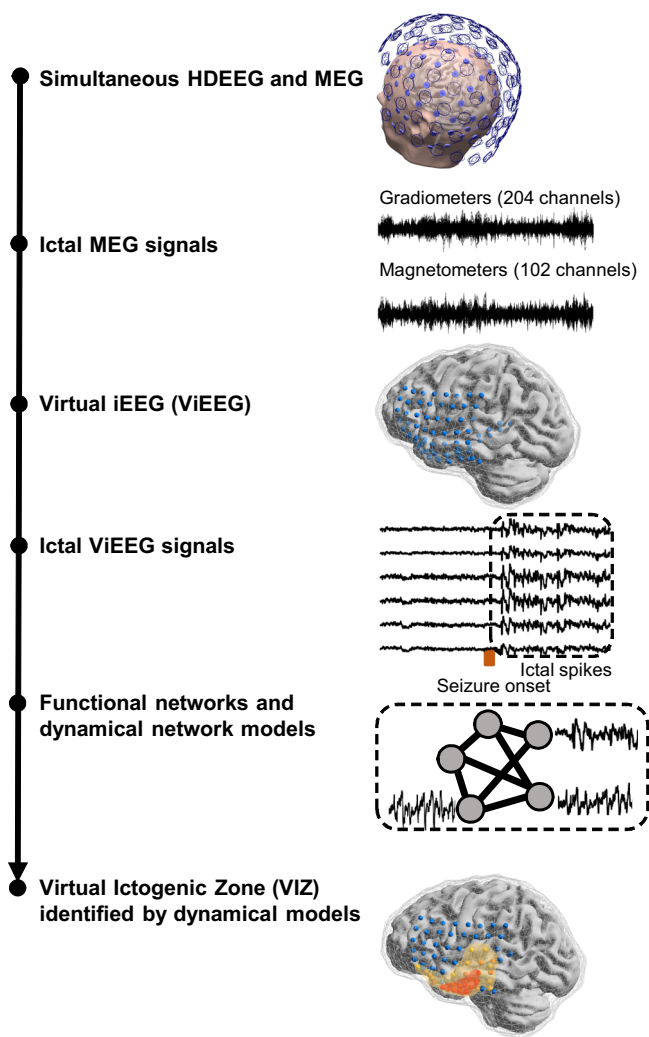 Simultaneous HDEEG and MEG
Gradiometers (204 channels)
Ictal MEG signals
Magnetometers (102 channels)
Virtual iEEG (ViEEG)
Ictal ViEEG signals
Ictal spikes
Seizure onset
Functional networks and
dynamical network models
Virtual Ictogenic Zone (VIZ)
identified by dynamical models